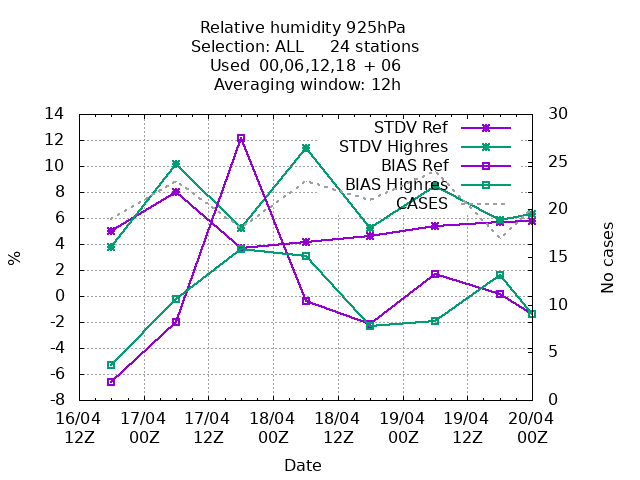 Relative humidity 925hPa
Selection: ALL 24 stations
Used 00,06,12,18 + 06
Averaging window: 12h
14
12
10
8
6
4
2
0
-2
-4
-6
-8
%
30
25
20
15
10
5
0
No cases
STDV Ref
STDV Highres
BIAS Ref
BIAS Highres
CASES
16/04 17/04 17/04 18/04 18/04 19/04 19/04 20/04
12Z 00Z 12Z 00Z 12Z 00Z 12Z 00Z
Date